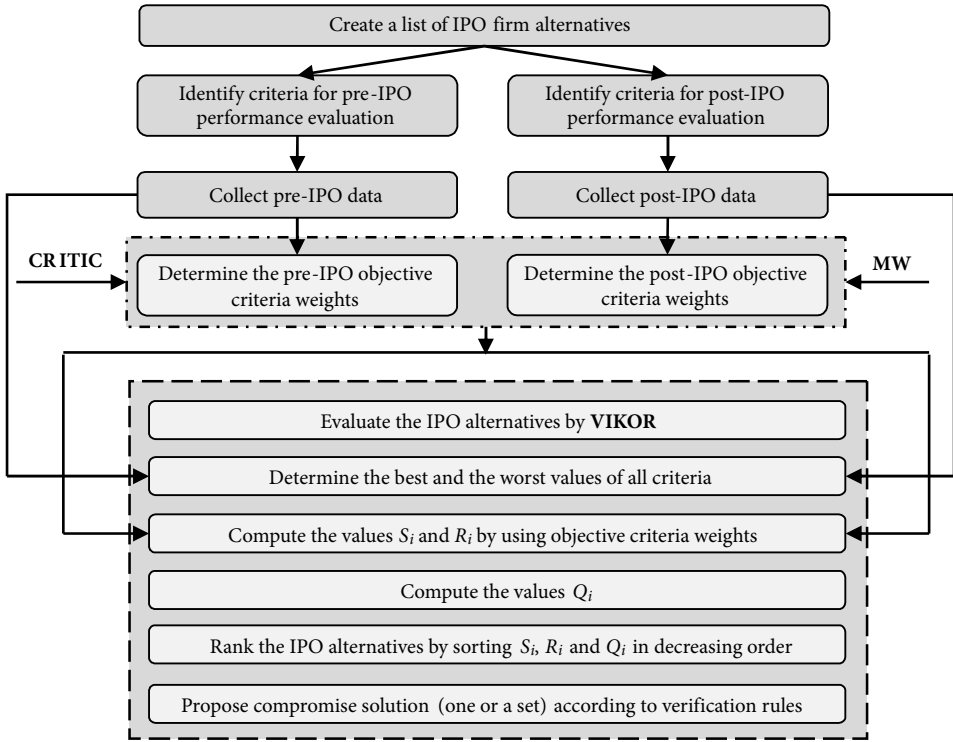 Create a list of IPO firm alternatives
Identify criteria for pre-IPO
performance evaluation
Identify criteria for post-IPO
performance evaluation
Collect pre-IPO data
Collect post-IPO data
CRITIC
Determine the pre-IPO objective
criteria weights
Determine the post-IPO objective
criteria weights
MW
Evaluate the IPO alternatives by VIKOR
Determine the best and the worst values of all criteria
Compute the values Si and Ri by using objective criteria weights
Compute the values Qi
Rank the IPO alternatives by sorting Si, Ri and Qi in decreasing order
Propose compromise solution (one or a set) according to verification rules